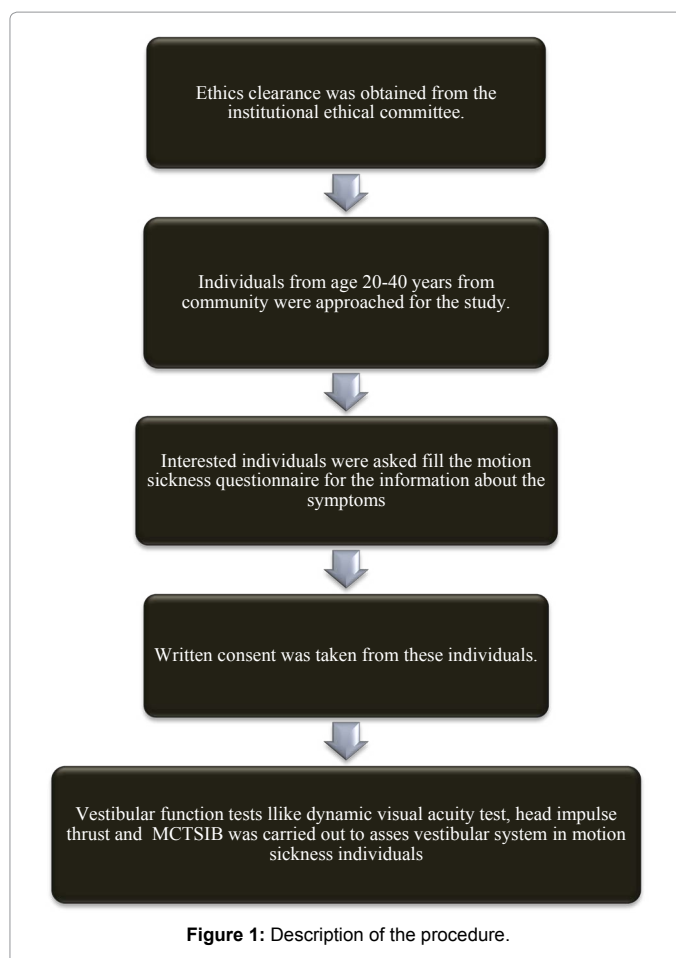 Ethics clearance was obtained from the
institutional ethical committee.
Individuals from age 20-40 years from
community were approached for the study.
Interested individuals were asked fill the motion
sickness questionnaire for the information about the
symptoms
Written consent was taken from these individuals.
Vestibular function tests llike dynamic visual acuity test, head impulse
thrust and  MCTSIB was carried out to asses vestibular system in motion
sickness individuals
Figure 1: Description of the procedure.